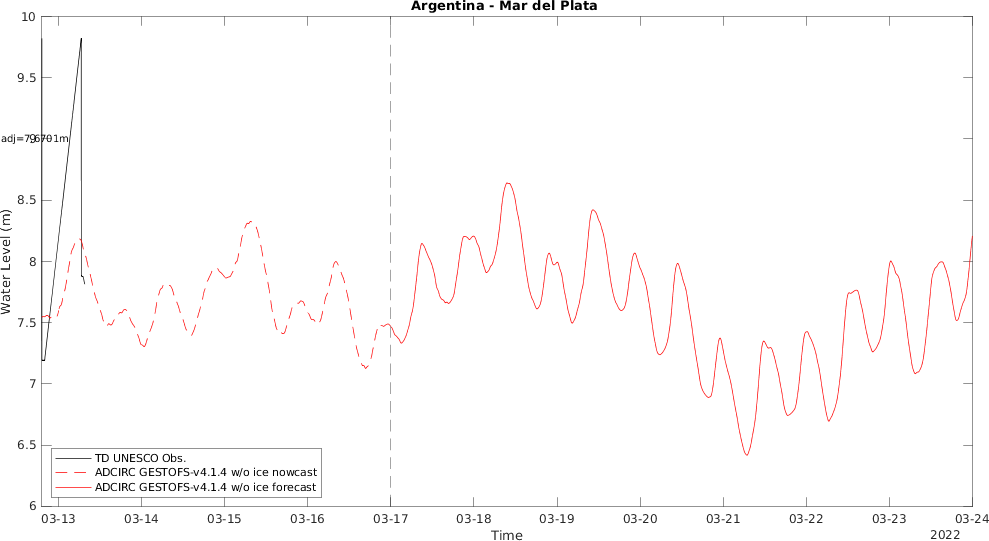 Argentina - Mar del Plata
10
9.5
9
adj=7.6701m
8.5
8
7.5
7
6.5
6
Water Level (m)
TD UNESCO Obs.
ADCIRC GESTOFS-v4.1.4 w/o ice nowcast
ADCIRC GESTOFS-v4.1.4 w/o ice forecast
03-13 03-14 03-15 03-16 03-17 03-18 03-19 03-20 03-21 03-22 03-23 03-24
Time
2022